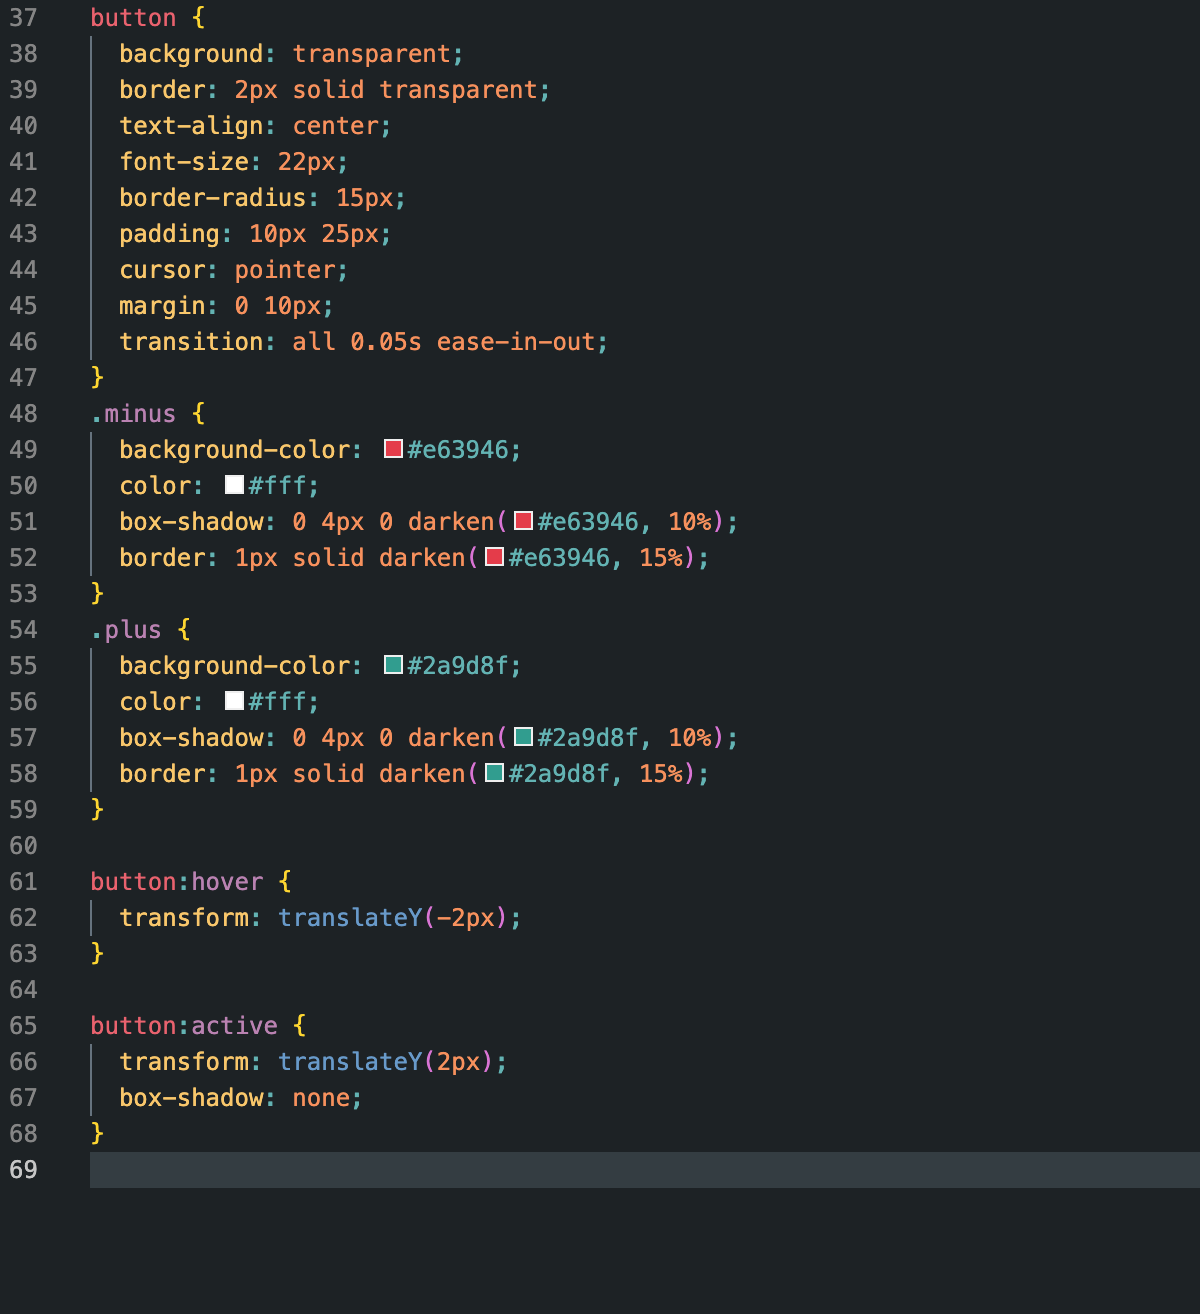 37 button {
38 background: transparent;
39 border: 2px solid transparent;
40 text-align: center;
41 font-size: 22px;
42 border-radius: 15px;
43 padding: 10px 25px;
44 cursor: pointer;
45 margin: 0 10px;
46 transition: all 0.05s ease-in-out;
47 }
48 .minus {
49 background-color: #e63946;
50 color: #fff;
51 box-shadow: 0 4px 0 darken(#e63946, 10%);
52 border: 1px solid darken(#e63946, 15%);
53 }
54 .plus {
55 background-color: #2a9d8f;
56 color: #fff;
57 box-shadow: 0 4px 0 darken(#2a9d8f, 10%);
58 border: 1px solid darken(#2a9d8f, 15%);
59 }
60
61 button:hover {
62 transform: translateY(-2px);
63 }
64
65 button:active {
66 transform: translateY(2px);
67 box-shadow: none;
68 }
69